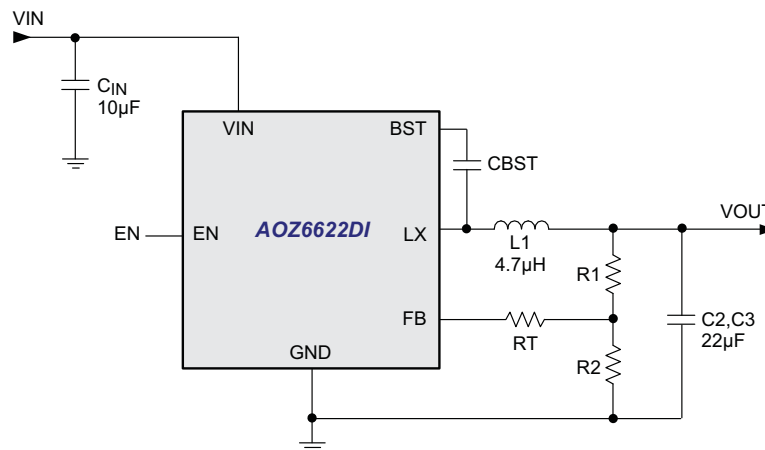 VIN
CIN
10µF
VIN
BST
CBST
EN
EN
AOZ6622DI
LX
L1
4.7µH
VOUT
R1
FB
RT
C2,C3
22µF
R2
GND